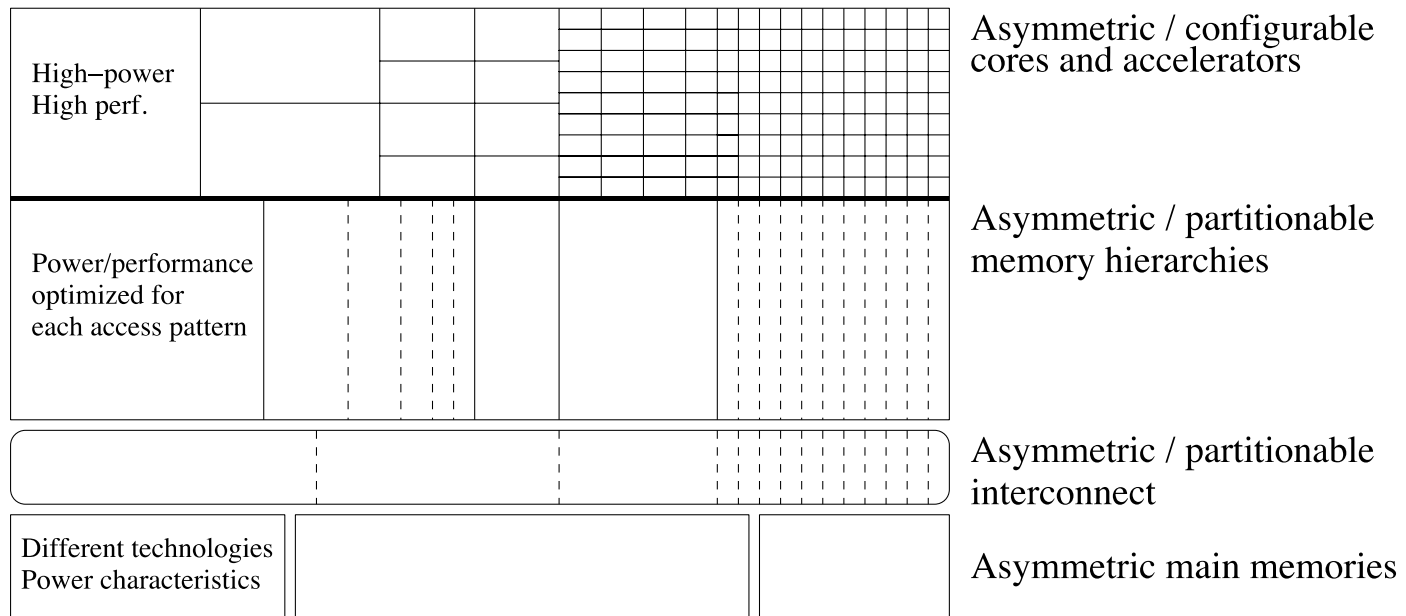 High−power
High perf.
Asymmetric / configurable
cores and accelerators
Power/performance
optimized for
each access pattern
Asymmetric / partitionable
memory hierarchies
Asymmetric / partitionable
interconnect
Different technologies
Power characteristics
Asymmetric main memories